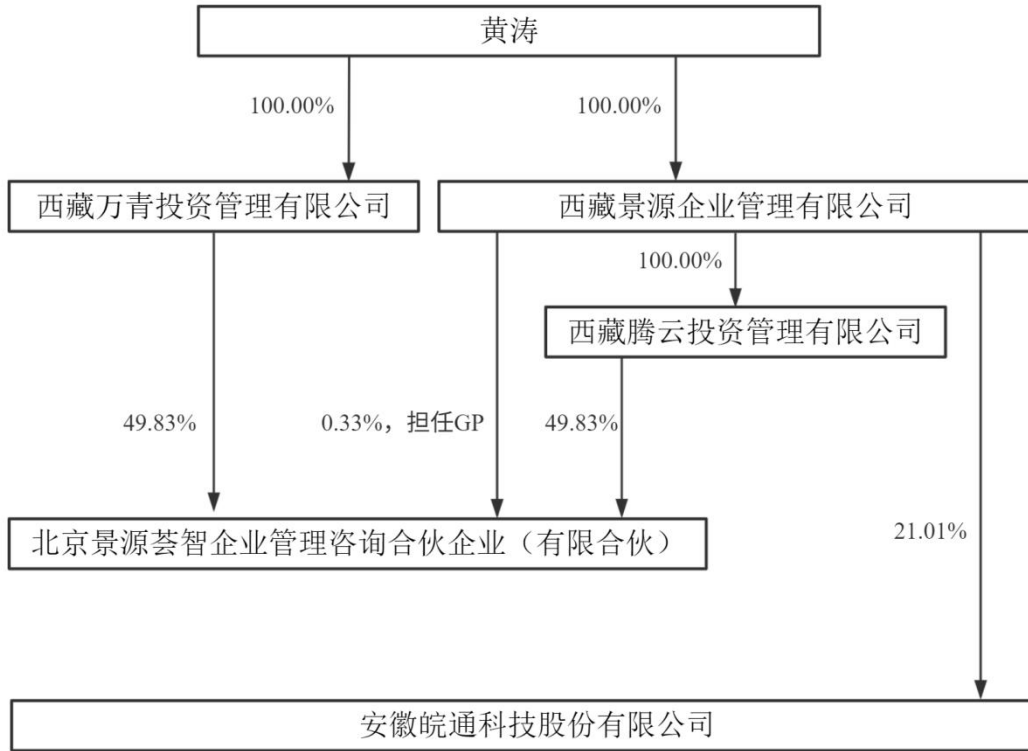 黄涛
100.00%
100.00%
西藏万青投资管理有限公司
西藏景源企业管理有限公司
100.00%
西藏腾云投资管理有限公司
49.83%
0.33%，担任GP
49.83%
21.01%
北京景源荟智企业管理咨询合伙企业（有限合伙）
安徽皖通科技股份有限公司